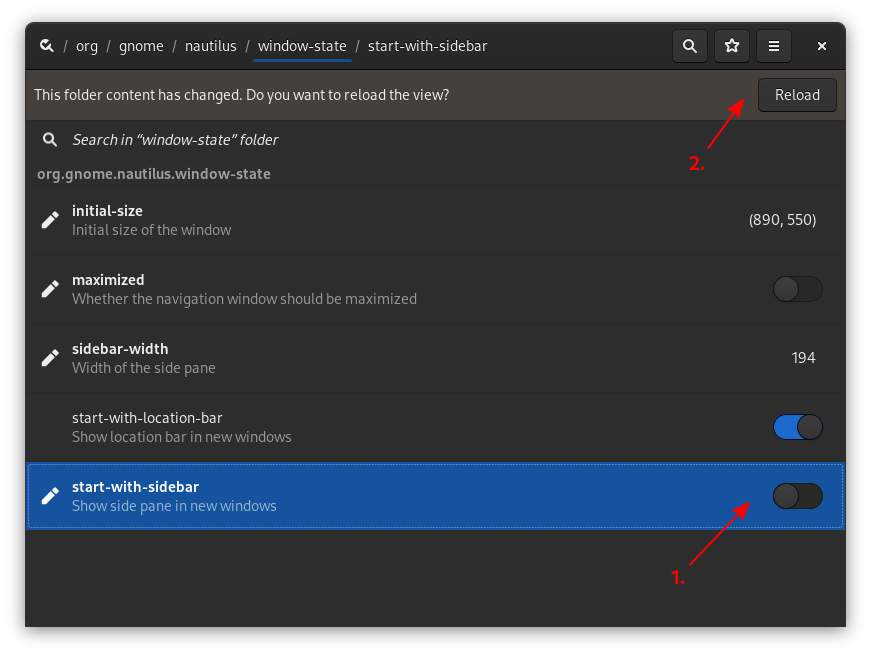 / org / gnome / nautilus / window-state / start-with-sidebar
This folder content has changed. Do you want to reload the view?
Reload
Search in “window-state” folder
2.
org.gnome.nautilus.window-state
initial-size
Initial size of the window
(890, 550)
maximized
Whether the navigation window should be maximized
sidebar-width
Width of the side pane
194
start-with-location-bar
Show location bar in new windows
start-with-sidebar
Show side pane in new windows
1.